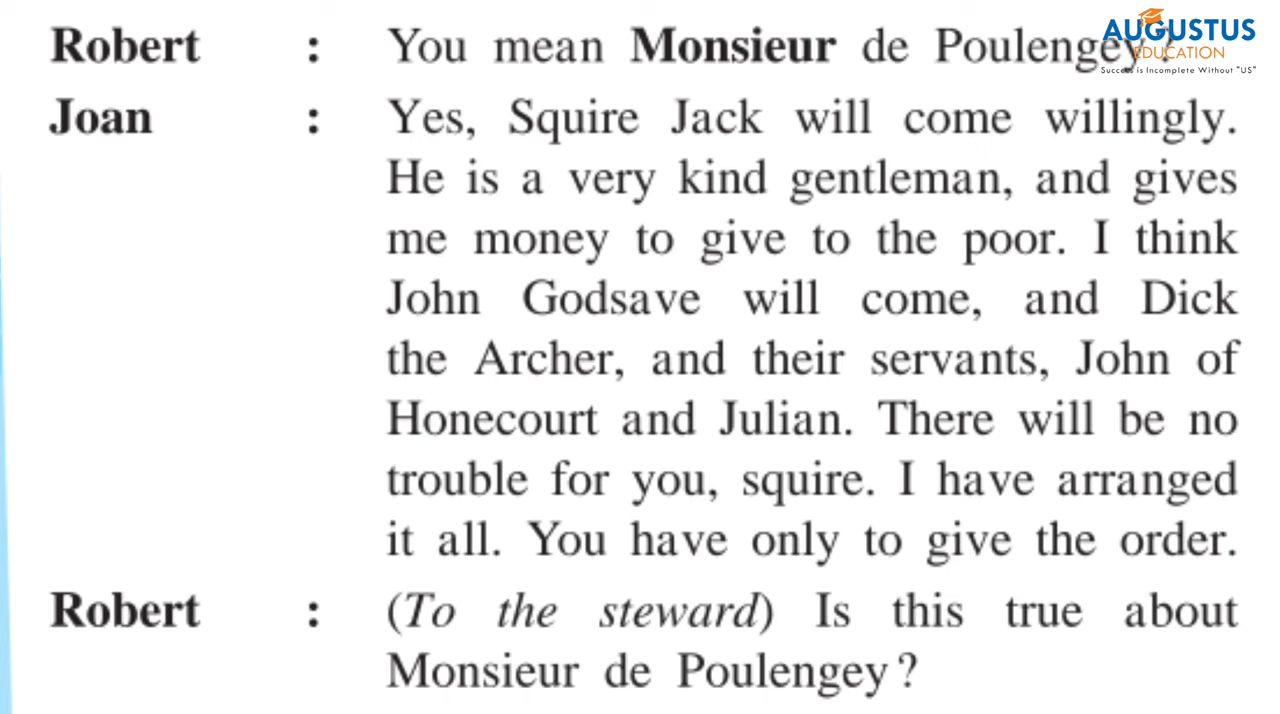 AUGUSTUS
EDUCATION
Success is Incomplete Without "US"
Robert : You mean Monsieur de Poulengey ?
Joan : Yes, Squire Jack will come willingly.
He is a very kind gentleman, and gives
me money to give to the poor. I think
John Godsave will come, and Dick
the Archer, and their servants, John of
Honecourt and Julian. There will be no
trouble for you, squire. I have arranged
it all. You have only to give the order.
Robert : (To the steward) Is this true about
Monsieur de Poulengey ?